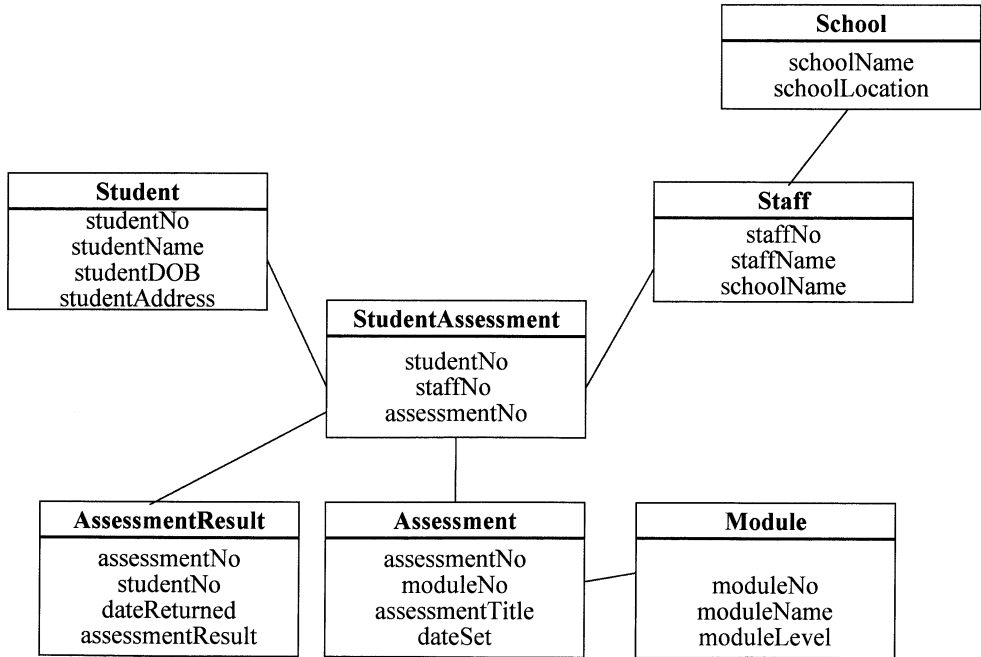 School
schoolName
schoolLocation
Student
studentNo
studentName
studentDOB
studentAddress
Staff
staffNo
staffName
schoolName
StudentAssessment
studentNo
staffNo
assessmentNo
AssessmentResult
assessmentNo
studentNo
dateReturned
assessmentResult
Assessment
assessmentNo
moduleNo
assessmentTitle
dateSet
Module
moduleNo
moduleName
moduleLevel